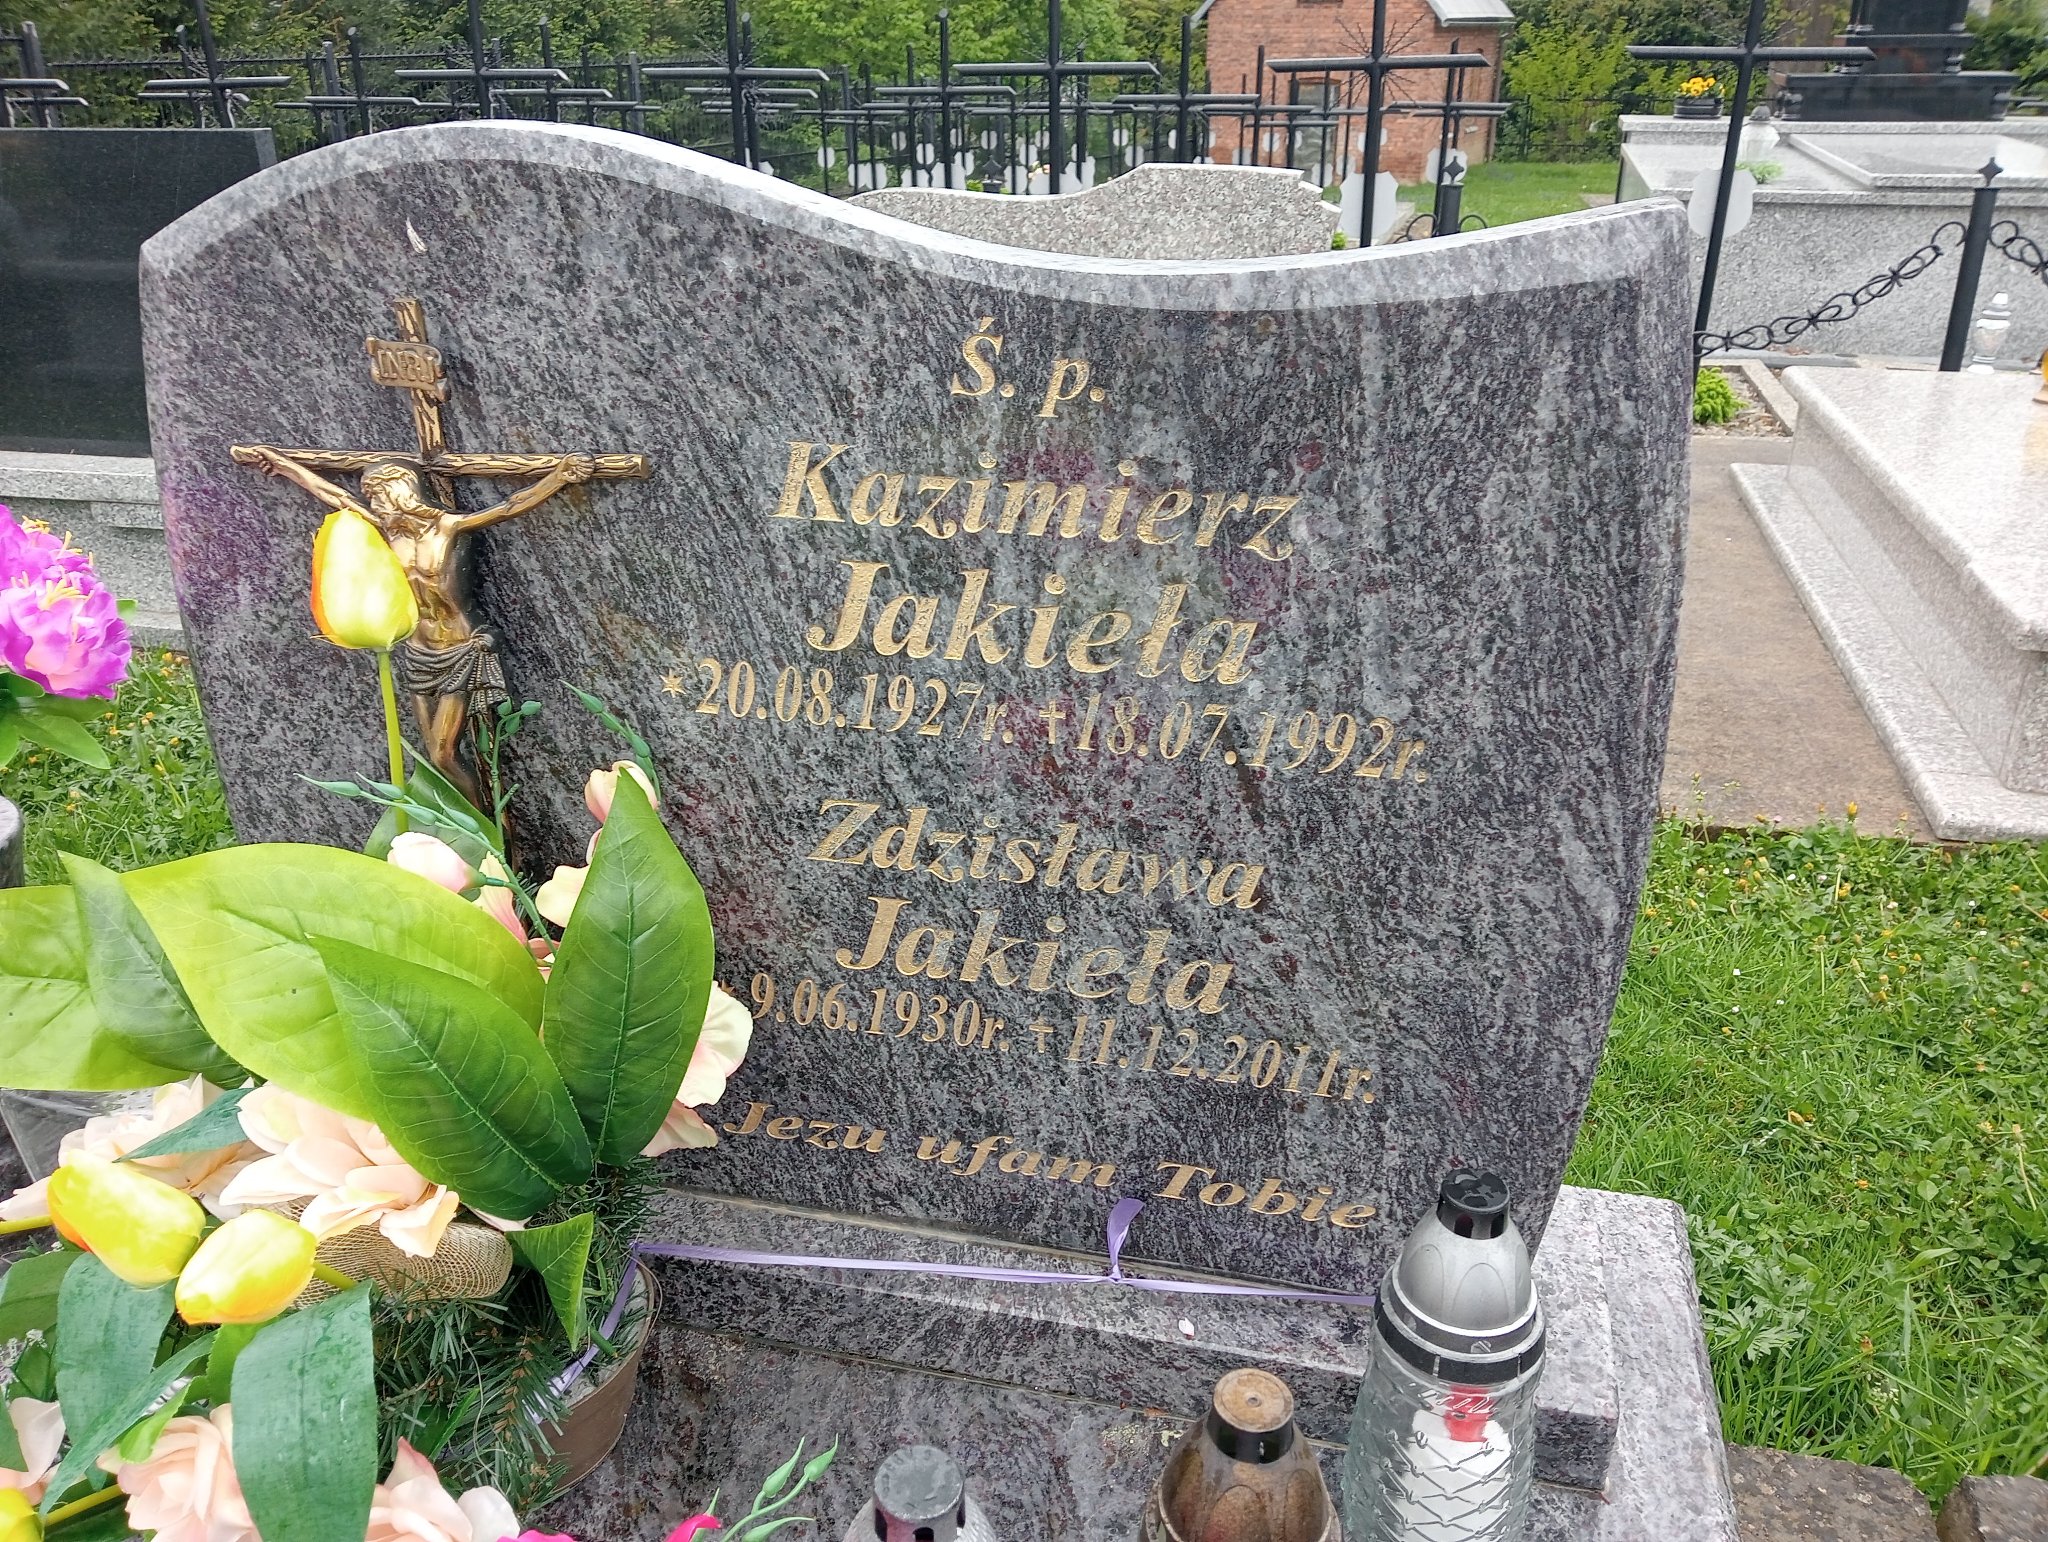 INRI
Ś. p.
Kazimierz
Jakieła
* 20.08.1927r. † 18.07.1992r.
Zdzisława
Jakieła
* 9.06.1930r. † 11.12.2011r.
Jezu ufam Tobie